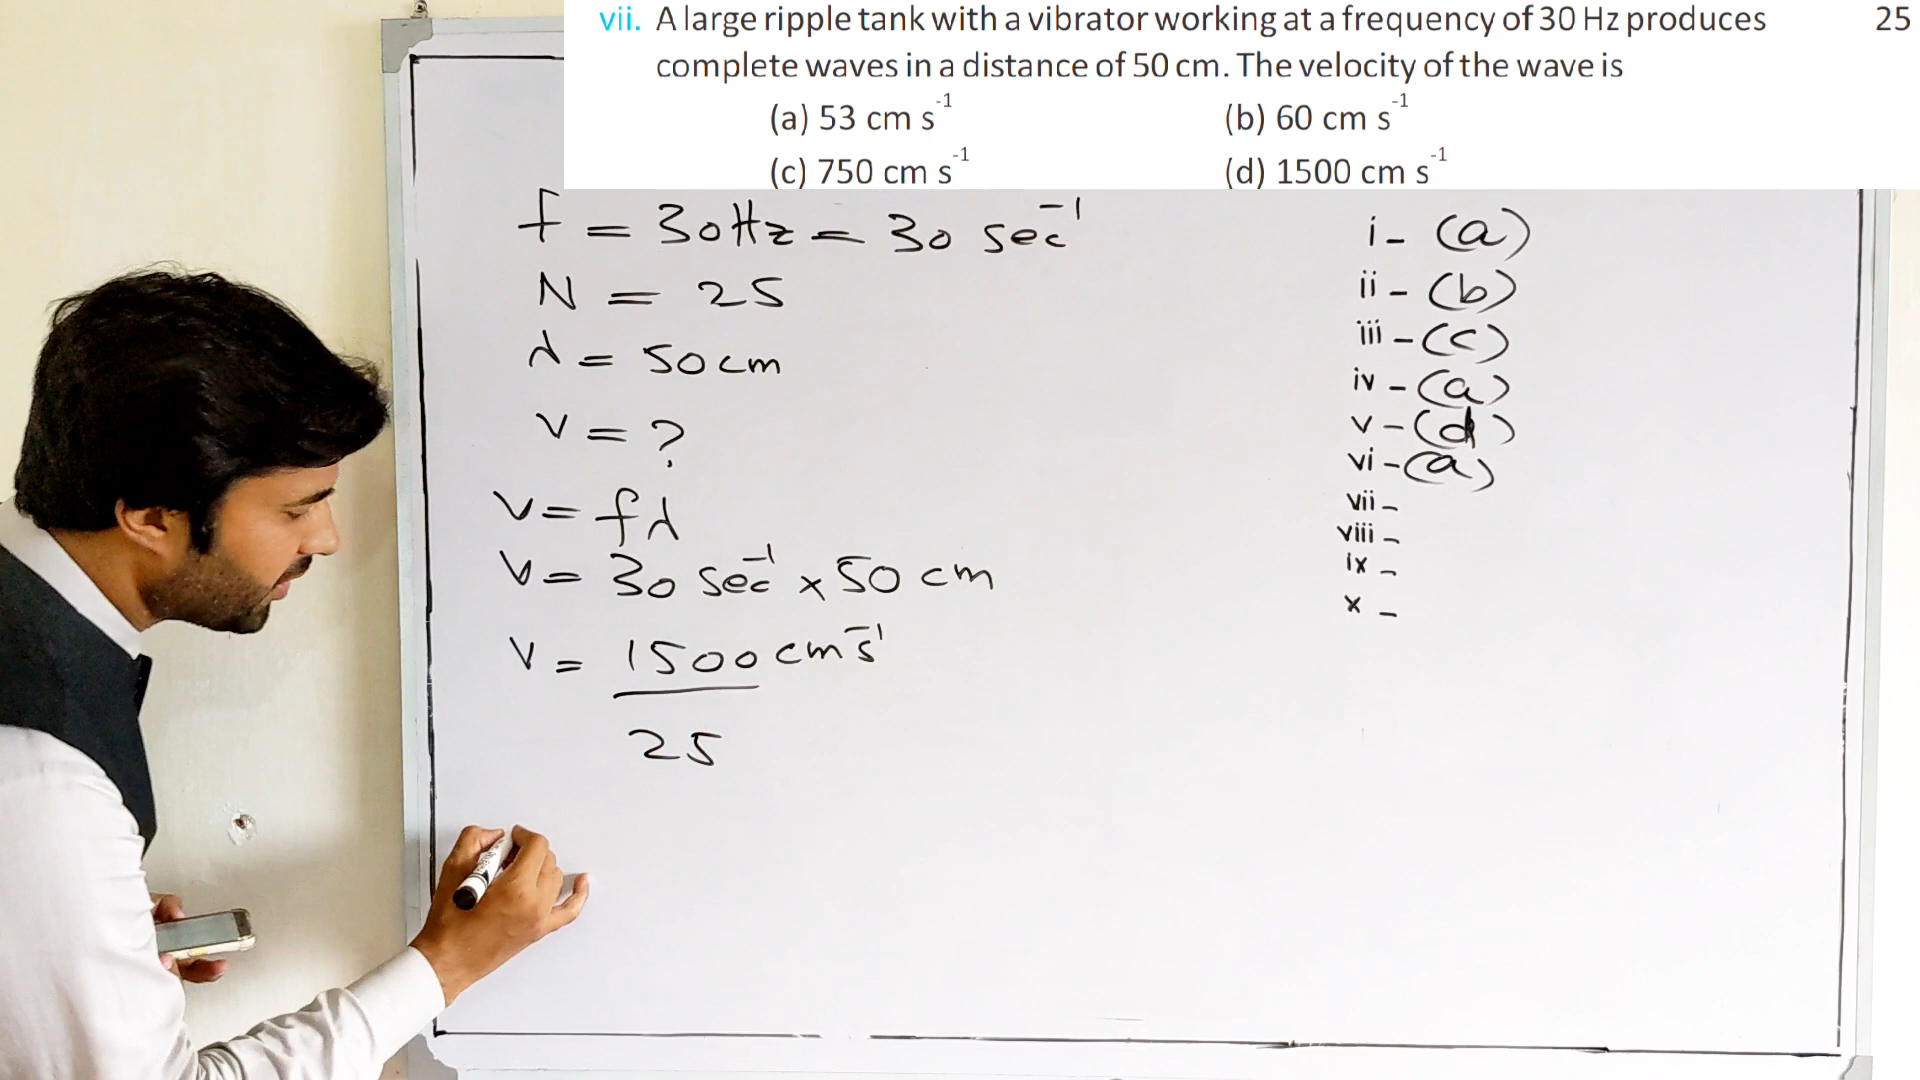 vii. A large ripple tank with a vibrator working at a frequency of 30 Hz produces 25
complete waves in a distance of 50 cm. The velocity of the wave is
(a) 53 cm s⁻¹ (b) 60 cm s⁻¹
(c) 750 cm s⁻¹ (d) 1500 cm s⁻¹
f = 30Hz = 30 sec⁻¹
N = 25
λ = 50cm
v = ?
v = fλ
v = 30 sec⁻¹ × 50 cm
v = 1500 cm s⁻¹
25
i - (a)
ii - (b)
iii - (c)
iv - (a)
v - (d)
vi - (a)
vii -
viii -
ix -
x -